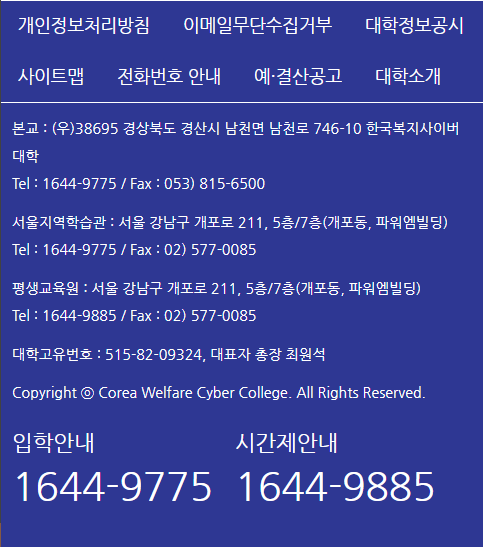 개인정보처리방침 이메일무단수집거부 대학정보공시
사이트맵 전화번호 안내 예·결산공고 대학소개
본교 : (우)38695 경상북도 경산시 남천면 남천로 746-10 한국복지사이버
대학
Tel : 1644-9775 / Fax : 053) 815-6500
서울지역학습관 : 서울 강남구 개포로 211, 5층/7층(개포동, 파워엠빌딩)
Tel : 1644-9775 / Fax : 02) 577-0085
평생교육원 : 서울 강남구 개포로 211, 5층/7층(개포동, 파워엠빌딩)
Tel : 1644-9885 / Fax : 02) 577-0085
대학고유번호 : 515-82-09324, 대표자 총장 최원석
Copyright ⓒ Corea Welfare Cyber College. All Rights Reserved.
입학안내 시간제안내
1644-9775 1644-9885